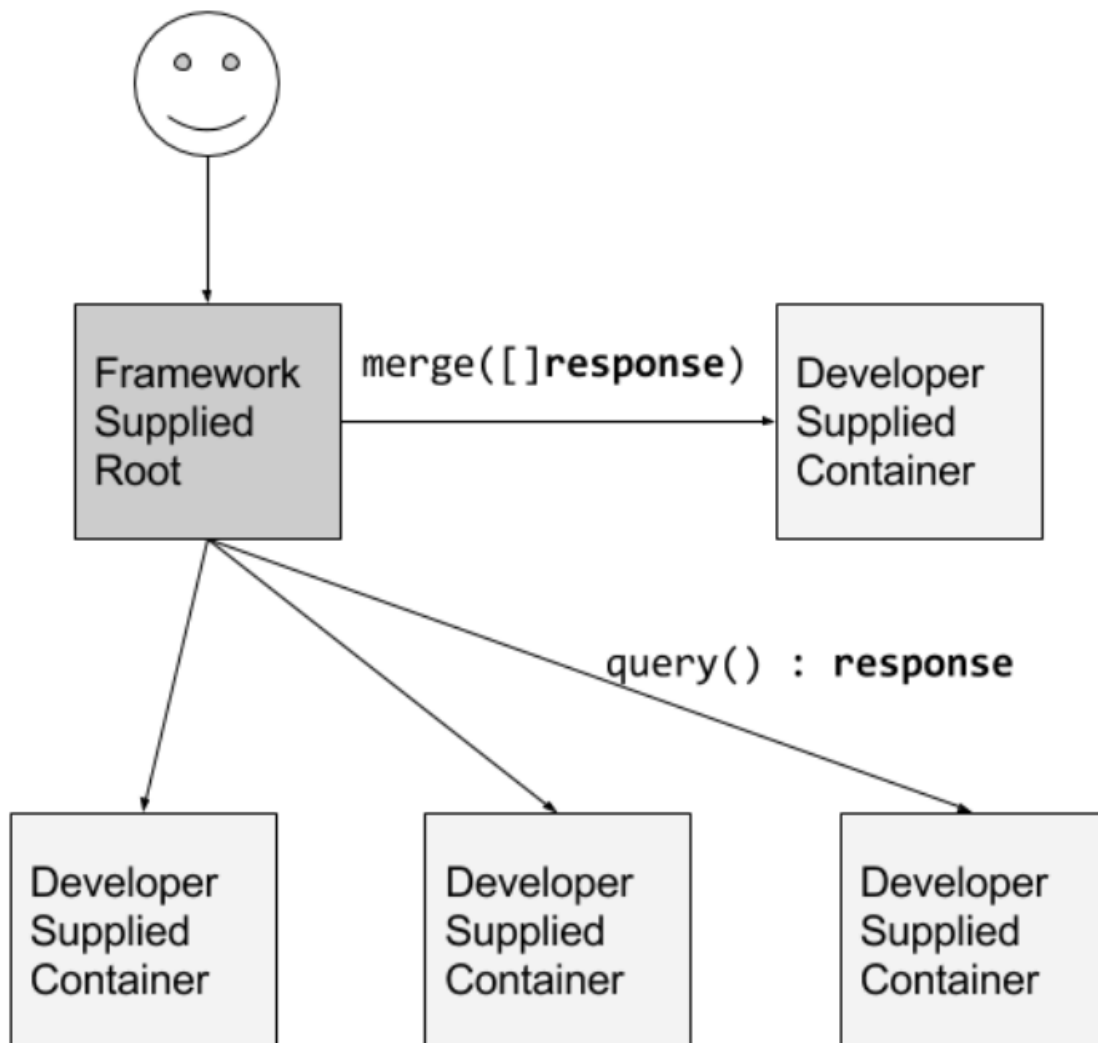 Framework
Supplied
Root
merge([]response)
Developer
Supplied
Container
query() : response
Developer
Supplied
Container
Developer
Supplied
Container
Developer
Supplied
Container